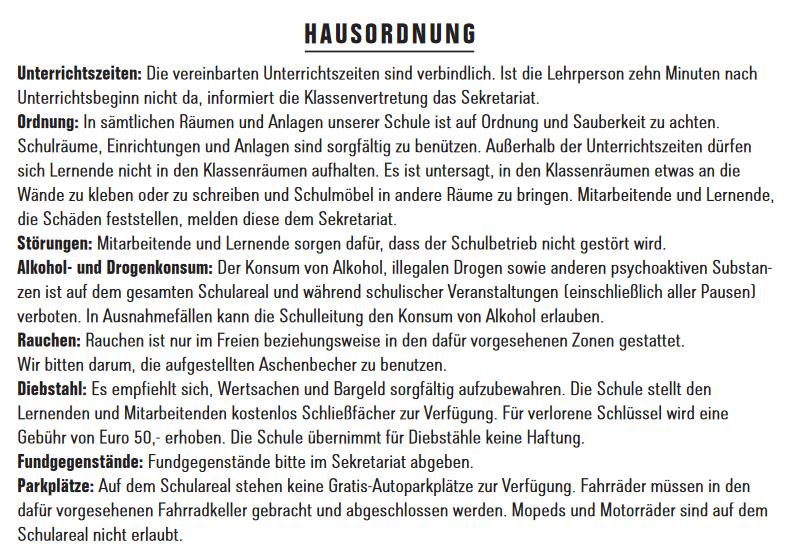 HAUSORDNUNG
Unterrichtszeiten: Die vereinbarten Unterrichtszeiten sind verbindlich. Ist die Lehrperson zehn Minuten nach
Unterrichtsbeginn nicht da, informiert die Klassenvertretung das Sekretariat.
Ordnung: In sämtlichen Räumen und Anlagen unserer Schule ist auf Ordnung und Sauberkeit zu achten.
Schulräume, Einrichtungen und Anlagen sind sorgfältig zu benützen. Außerhalb der Unterrichtszeiten dürfen
sich Lernende nicht in den Klassenräumen aufhalten. Es ist untersagt, in den Klassenräumen etwas an die
Wände zu kleben oder zu schreiben und Schulmöbel in andere Räume zu bringen. Mitarbeitende und Lernende,
die Schäden feststellen, melden diese dem Sekretariat.
Störungen: Mitarbeitende und Lernende sorgen dafür, dass der Schulbetrieb nicht gestört wird.
Alkohol- und Drogenkonsum: Der Konsum von Alkohol, illegalen Drogen sowie anderen psychoaktiven Substan-
zen ist auf dem gesamten Schulareal und während schulischer Veranstaltungen (einschließlich aller Pausen)
verboten. In Ausnahmefällen kann die Schulleitung den Konsum von Alkohol erlauben.
Rauchen: Rauchen ist nur im Freien beziehungsweise in den dafür vorgesehenen Zonen gestattet.
Wir bitten darum, die aufgestellten Aschenbecher zu benutzen.
Diebstahl: Es empfiehlt sich, Wertsachen und Bargeld sorgfältig aufzubewahren. Die Schule stellt den
Lernenden und Mitarbeitenden kostenlos Schließfächer zur Verfügung. Für verlorene Schlüssel wird eine
Gebühr von Euro 50,- erhoben. Die Schule übernimmt für Diebstähle keine Haftung.
Fundgegenstände: Fundgegenstände bitte im Sekretariat abgeben.
Parkplätze: Auf dem Schulareal stehen keine Gratis-Autoparkplätze zur Verfügung. Fahrräder müssen in den
dafür vorgesehenen Fahrradkeller gebracht und abgeschlossen werden. Mopeds und Motorräder sind auf dem
Schulareal nicht erlaubt.